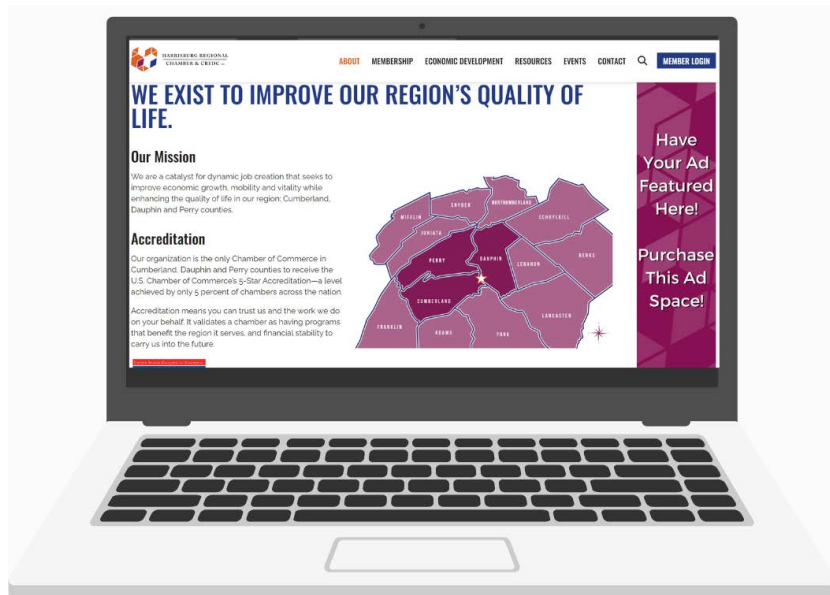 HARRISBURG REGIONAL
CHAMBER & CREDC
ABOUT MEMBERSHIP ECONOMIC DEVELOPMENT RESOURCES EVENTS CONTACT MEMBER LOGIN
WE EXIST TO IMPROVE OUR REGION'S QUALITY OF
LIFE.
Our Mission
We are a catalyst for dynamic job creation that seeks to
improve economic growth, mobility and vitality while
enhancing the quality of life in our region: Cumberland,
Dauphin and Perry counties.
Accreditation
Our organization is the only Chamber of Commerce in
Cumberland, Dauphin and Perry counties to receive the
U.S. Chamber of Commerce's 5-Star Accreditation—a level
achieved by only 5 percent of chambers across the nation.
Accreditation means you can trust us and the work we do
on your behalf. It validates a chamber as having programs
that benefit the region it serves, and financial stability to
carry us into the future.
SNYDER
NORTHUMBERLAND
MIFFLIN
SCHUYLKILL
JUNIATA
PERRY
DAUPHIN
LEBANON
BERKS
CUMBERLAND
LANCASTER
FRANKLIN
ADAMS
YORK
Have
Your Ad
Featured
Here!
Purchase
This Ad
Space!